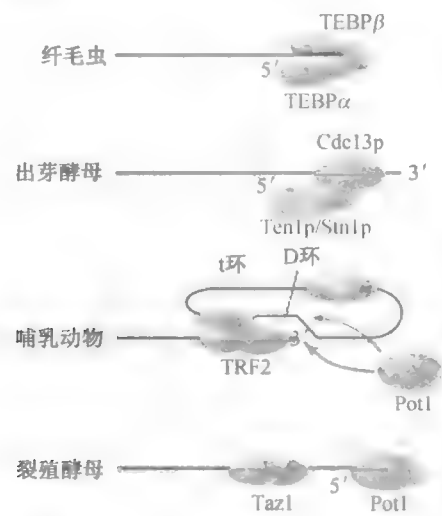 TEBPβ
纤毛虫
5′
TEBPα
Cdc13p
出芽酵母
5′
3′
Ten1p/Stn1p
t环
D环
哺乳动物
3′
TRF2
Pot1
裂殖酵母
5′
Taz1
Pot1